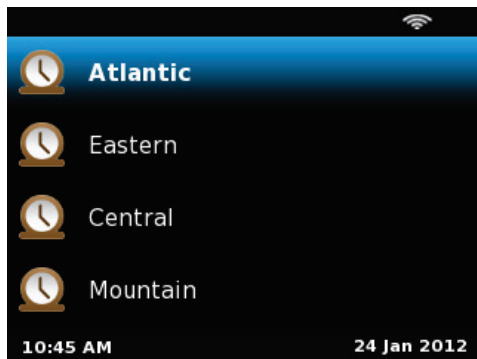 Atlantic
Eastern
Central
Mountain
10:45 AM 24 Jan 2012